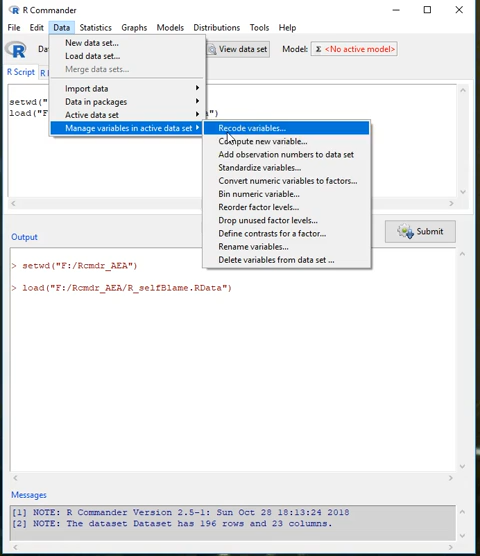 R Commander
File Edit Data Statistics Graphs Models Distributions Tools Help
R Da View data set Model: Σ <No active model>
New data set...
Load data set...
Merge data sets...
Import data
Data in packages
Active data set
Manage variables in active data set
Recode variables...
Compute new variable...
Add observation numbers to data set
Standardize variables...
Convert numeric variables to factors...
Bin numeric variable...
Reorder factor levels...
Drop unused factor levels...
Define contrasts for a factor...
Rename variables...
Delete variables from data set ...
R Script R
setwd("
load("F a")
Submit
Output
> setwd("F:/Rcmdr_AEA")
> load("F:/Rcmdr_AEA/R_selfBlame.RData")
Messages
[1] NOTE: R Commander Version 2.5-1: Sun Oct 28 18:13:24 2018
[2] NOTE: The dataset Dataset has 196 rows and 23 columns.